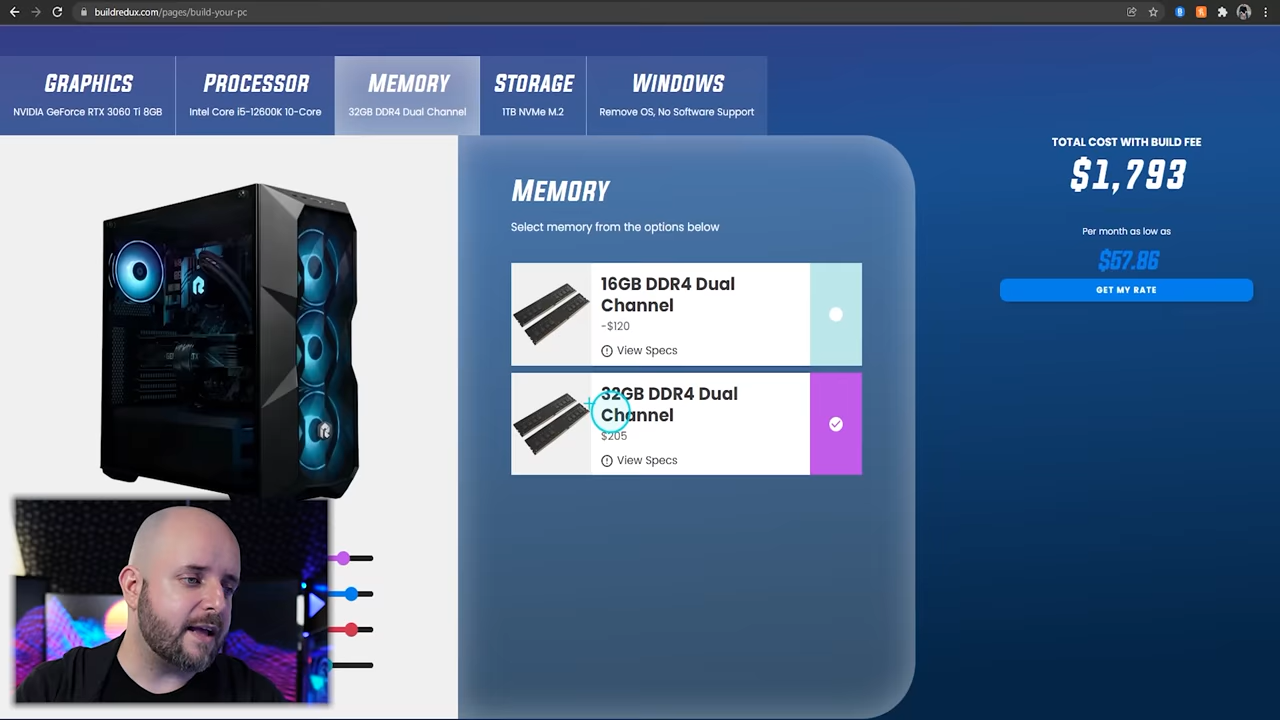 buildredux.com/pages/build-your-pc
GRAPHICS
NVIDIA GeForce RTX 3060 Ti 8GB
PROCESSOR
Intel Core i5-12600K 10-Core
MEMORY
32GB DDR4 Dual Channel
STORAGE
1TB NVMe M.2
WINDOWS
Remove OS, No Software Support
TOTAL COST WITH BUILD FEE
$1,793
Per month as low as
$57.86
GET MY RATE
MEMORY
Select memory from the options below
16GB DDR4 Dual
Channel
-$120
View Specs
32GB DDR4 Dual
Channel
$205
View Specs